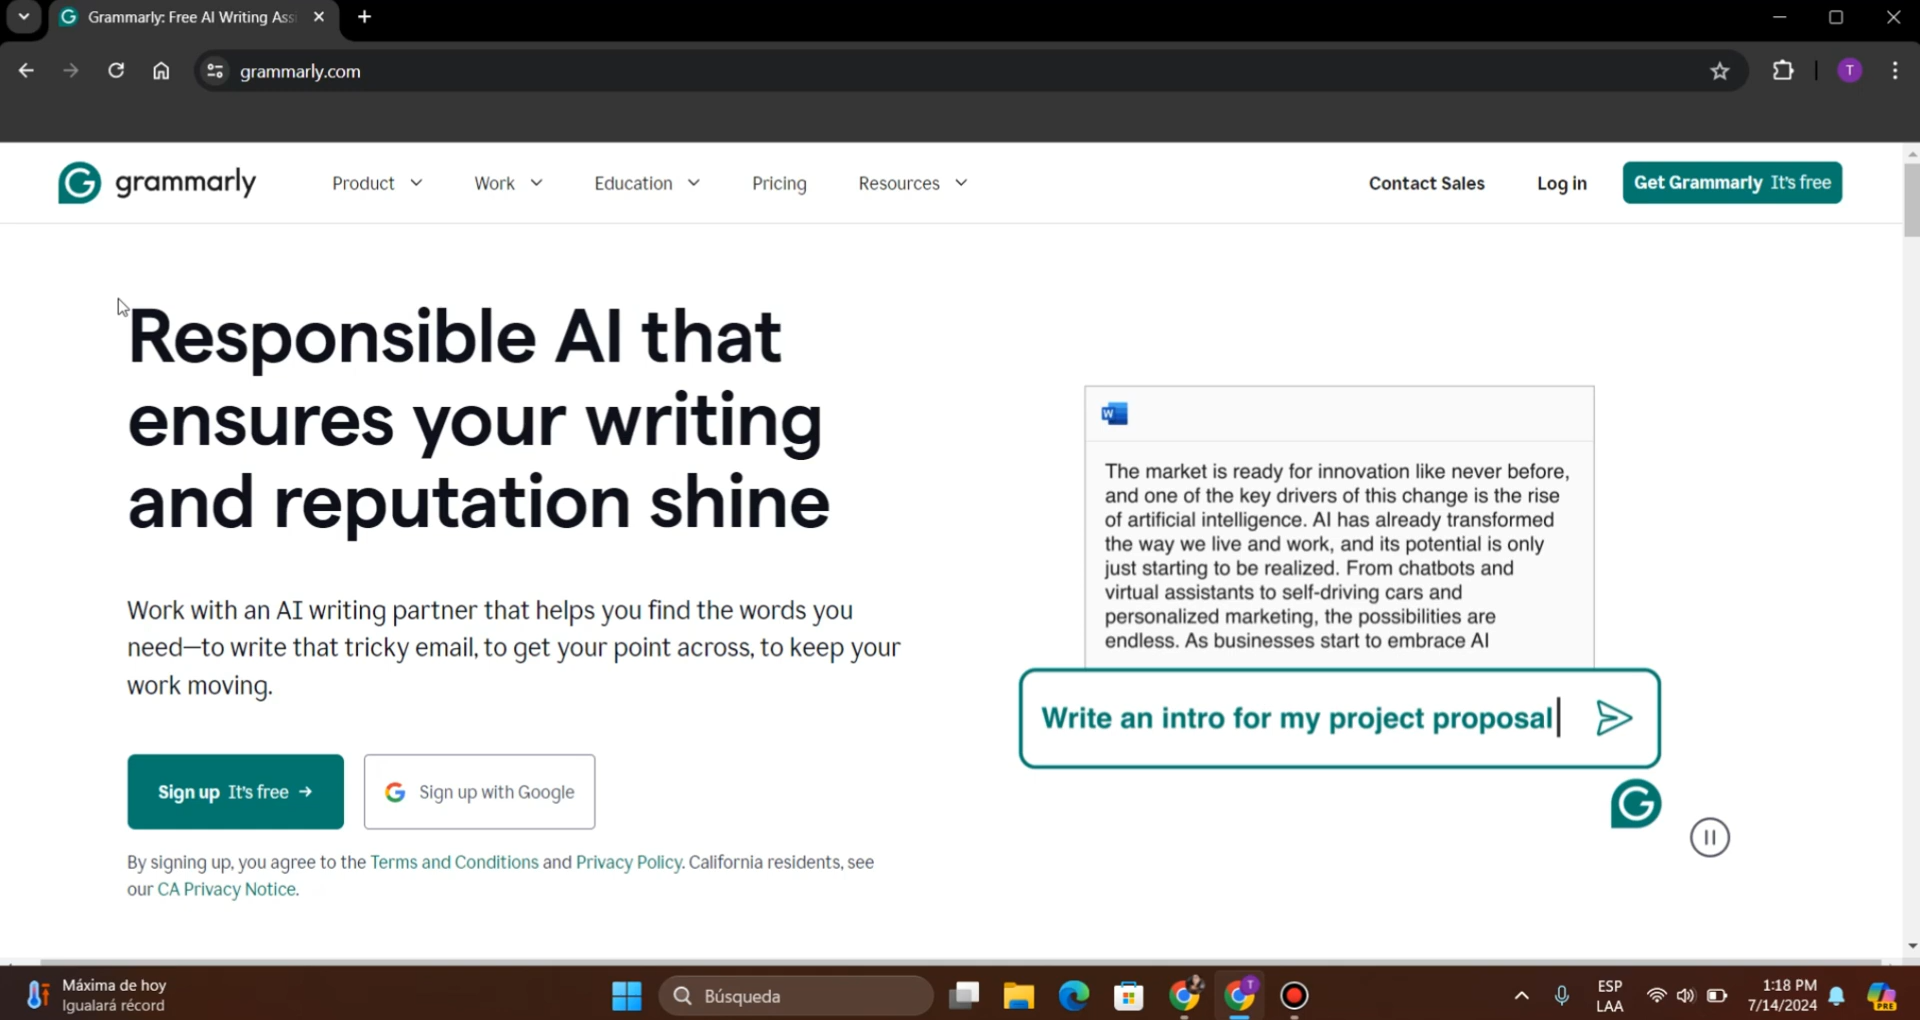 Grammarly: Free AI Writing Assi
grammarly.com
grammarly
Product
Work
Education
Pricing
Resources
Contact Sales
Log in
Get Grammarly It's free
T
Responsible AI that
ensures your writing
and reputation shine
Work with an AI writing partner that helps you find the words you
need—to write that tricky email, to get your point across, to keep your
work moving.
Sign up It's free →
Sign up with Google
By signing up, you agree to the Terms and Conditions and Privacy Policy. California residents, see
our CA Privacy Notice.
The market is ready for innovation like never before,
and one of the key drivers of this change is the rise
of artificial intelligence. AI has already transformed
the way we live and work, and its potential is only
just starting to be realized. From chatbots and
virtual assistants to self-driving cars and
personalized marketing, the possibilities are
endless. As businesses start to embrace AI
Write an intro for my project proposal
Máxima de hoy
Igualará récord
Búsqueda
ESP
LAA
1:18 PM
7/14/2024
PRE